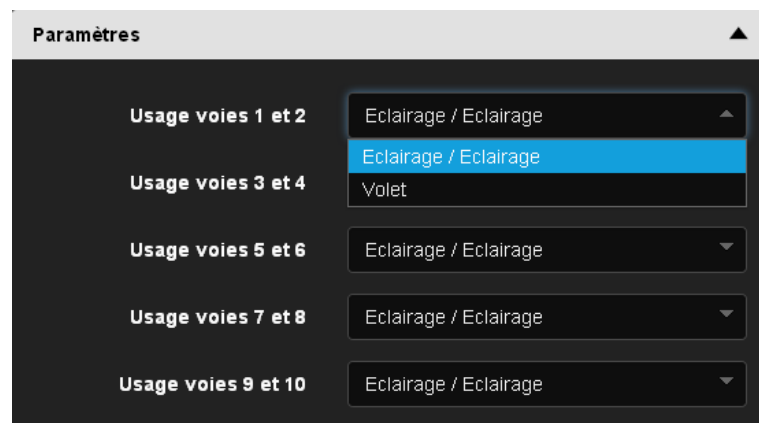 Paramètres
Usage voies 1 et 2 Eclairage / Eclairage
Eclairage / Eclairage
Usage voies 3 et 4 Volet
Usage voies 5 et 6 Eclairage / Eclairage
Usage voies 7 et 8 Eclairage / Eclairage
Usage voies 9 et 10 Eclairage / Eclairage